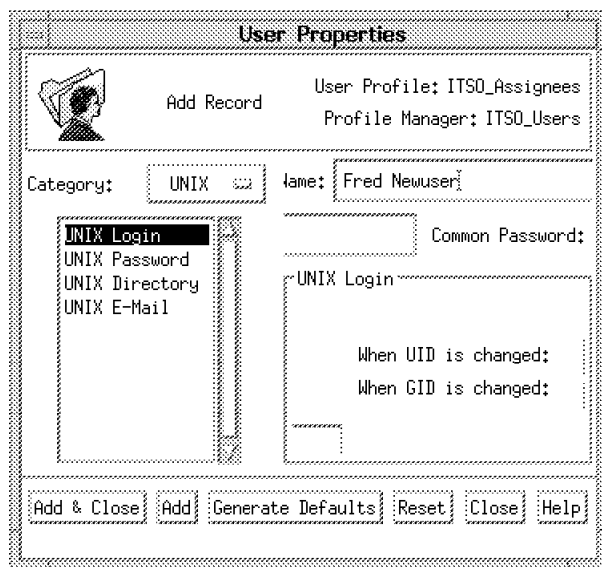 User Properties
Add Record
User Profile: ITSO_Assignees
Profile Manager: ITSO_Users
Category: UNIX
Name: Fred Newuser
UNIX Login
UNIX Password
UNIX Directory
UNIX E-Mail
Common Password:
UNIX Login
When UID is changed:
When GID is changed:
Add & Close Add Generate Defaults Reset Close Help